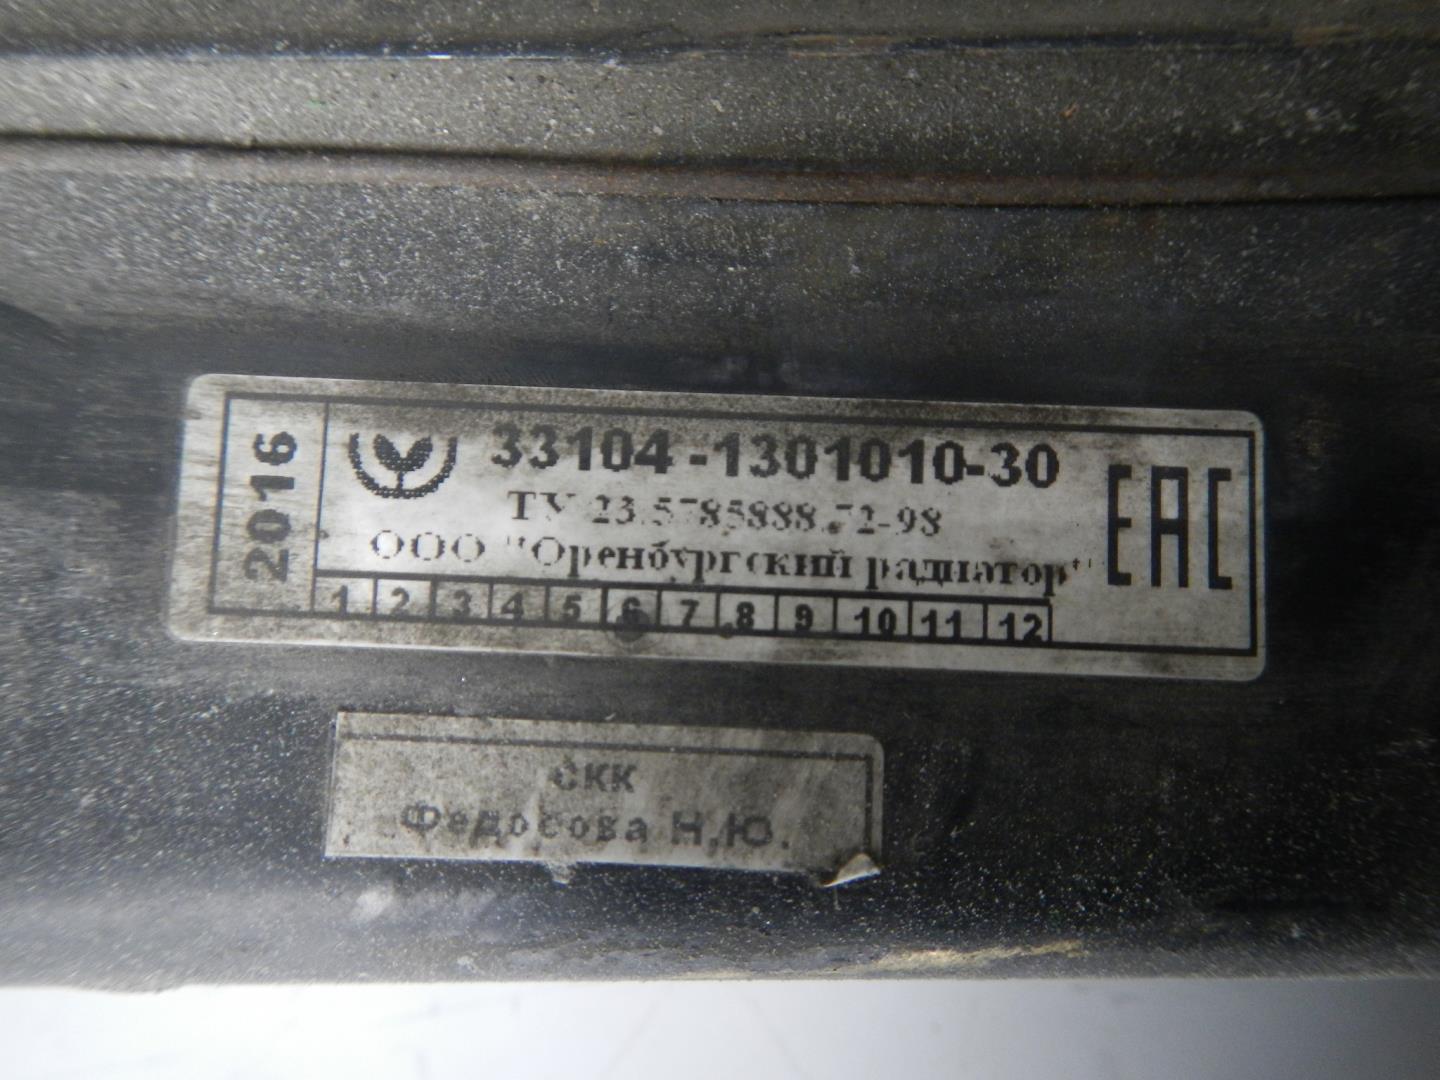 2016
33104-1301010-30
ТУ 23.5785888.72-98
ООО "Оренбургский радиатор"
EAC
1 2 3 4 5 6 7 8 9 10 11 12
СКК
Федосова Н.Ю.